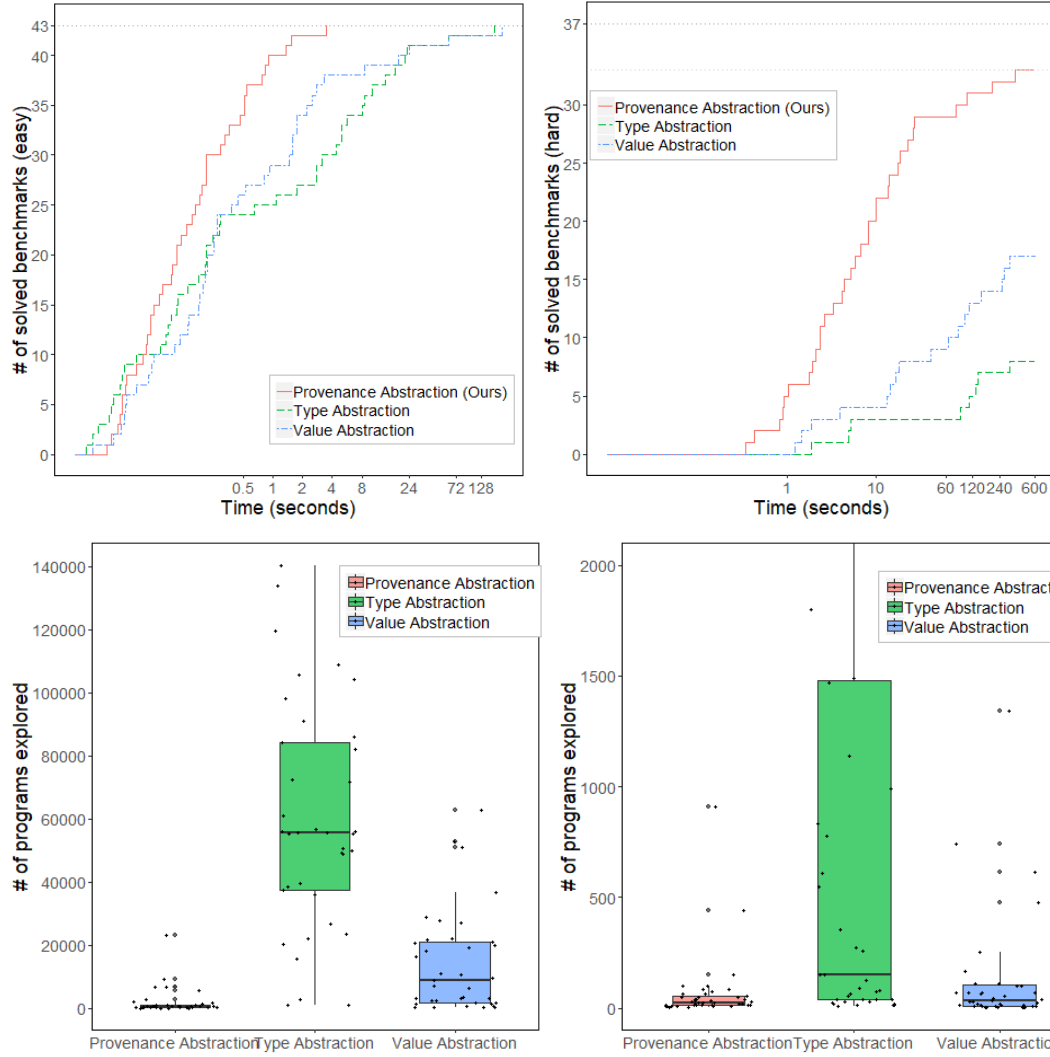 # of solved benchmarks (easy)
43
40
35
30
25
20
15
10
5
0
Provenance Abstraction (Ours)
Type Abstraction
Value Abstraction
0.5 1 2 4 8 24 72 128
Time (seconds)
# of solved benchmarks (hard)
37
30
25
20
15
10
5
0
Provenance Abstraction (Ours)
Type Abstraction
Value Abstraction
1 10 60 120 240 600
Time (seconds)
# of programs explored
140000
120000
100000
80000
60000
40000
20000
0
Provenance Abstraction
Type Abstraction
Value Abstraction
Provenance Abstraction Type Abstraction Value Abstraction
# of programs explored
2000
1500
1000
500
0
Provenance Abstract
Type Abstraction
Value Abstraction
Provenance Abstraction Type Abstraction Value Abstractio